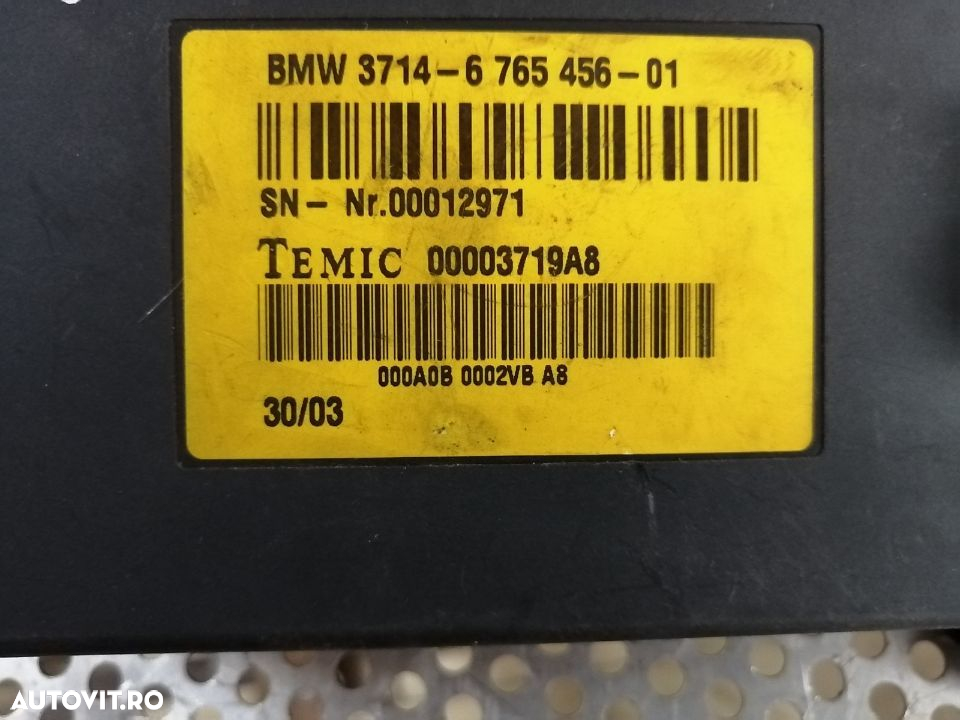 BMW 3714-6 765 456-01
SN- Nr.00012971
TEMIC 00003719A8
000A0B 0002VB A8
30/03
AUTOVIT.RO